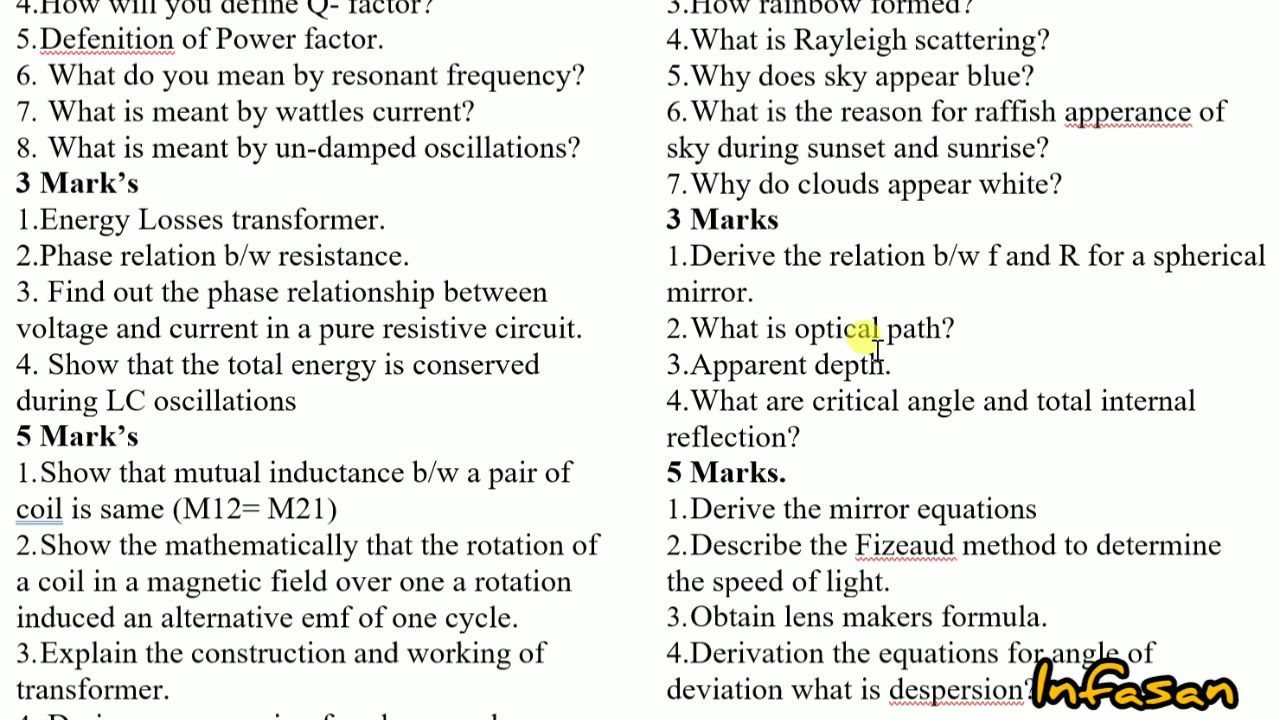 4.How will you define Q- factor?
5.Defenition of Power factor.
6. What do you mean by resonant frequency?
7. What is meant by wattles current?
8. What is meant by un-damped oscillations?
3 Mark’s
1.Energy Losses transformer.
2.Phase relation b/w resistance.
3. Find out the phase relationship between
voltage and current in a pure resistive circuit.
4. Show that the total energy is conserved
during LC oscillations
5 Mark’s
1.Show that mutual inductance b/w a pair of
coil is same (M12= M21)
2.Show the mathematically that the rotation of
a coil in a magnetic field over one a rotation
induced an alternative emf of one cycle.
3.Explain the construction and working of
transformer.
3.How rainbow formed?
4.What is Rayleigh scattering?
5.Why does sky appear blue?
6.What is the reason for raffish apperance of
sky during sunset and sunrise?
7.Why do clouds appear white?
3 Marks
1.Derive the relation b/w f and R for a spherical
mirror.
2.What is optical path?
3.Apparent depth.
4.What are critical angle and total internal
reflection?
5 Marks.
1.Derive the mirror equations
2.Describe the Fizeaud method to determine
the speed of light.
3.Obtain lens makers formula.
4.Derivation the equations for angle of
deviation what is despersion?
Infasan